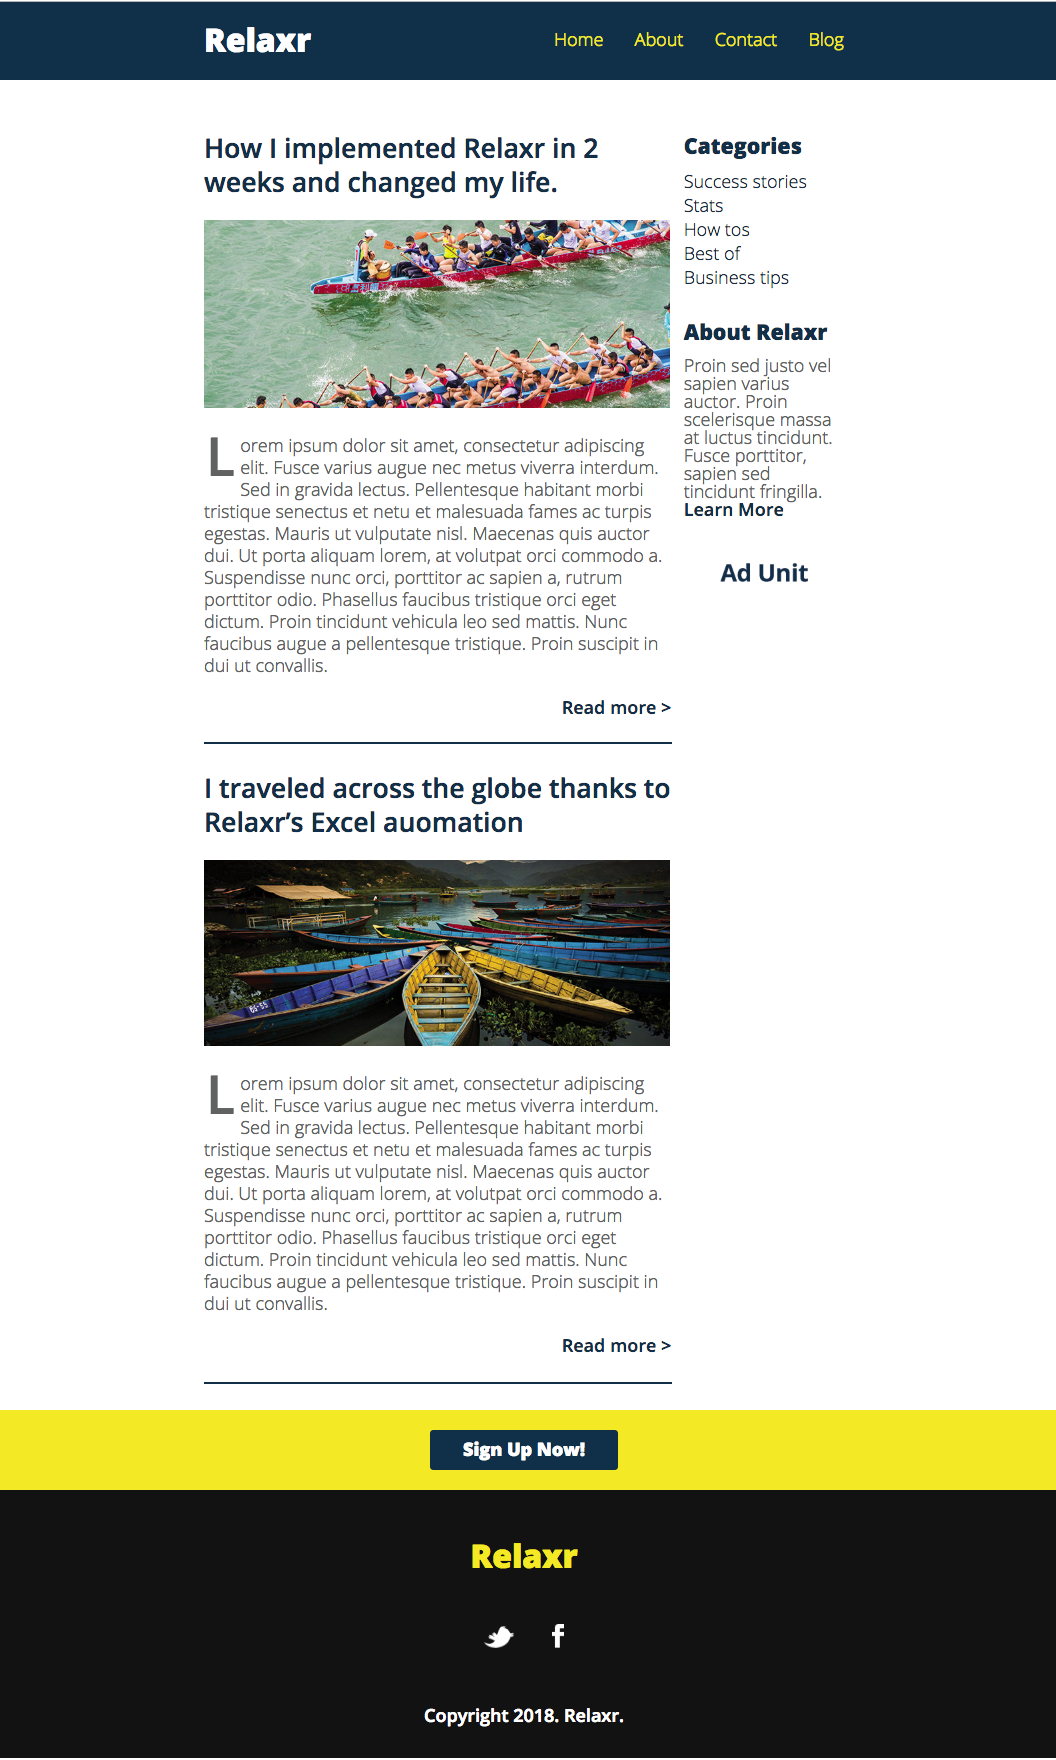 Relaxr
Home About Contact Blog
How I implemented Relaxr in 2
weeks and changed my life.
Lorem ipsum dolor sit amet, consectetur adipiscing
elit. Fusce varius augue nec metus viverra interdum.
Sed in gravida lectus. Pellentesque habitant morbi
tristique senectus et netu et malesuada fames ac turpis
egestas. Mauris ut vulputate nisl. Maecenas quis auctor
dui. Ut porta aliquam lorem, at volutpat orci commodo a.
Suspendisse nunc orci, porttitor ac sapien a, rutrum
porttitor odio. Phasellus faucibus tristique orci eget
dictum. Proin tincidunt vehicula leo sed mattis. Nunc
faucibus augue a pellentesque tristique. Proin suscipit in
dui ut convallis.
Read more >
I traveled across the globe thanks to
Relaxr’s Excel auomation
65-55
Lorem ipsum dolor sit amet, consectetur adipiscing
elit. Fusce varius augue nec metus viverra interdum.
Sed in gravida lectus. Pellentesque habitant morbi
tristique senectus et netu et malesuada fames ac turpis
egestas. Mauris ut vulputate nisl. Maecenas quis auctor
dui. Ut porta aliquam lorem, at volutpat orci commodo a.
Suspendisse nunc orci, porttitor ac sapien a, rutrum
porttitor odio. Phasellus faucibus tristique orci eget
dictum. Proin tincidunt vehicula leo sed mattis. Nunc
faucibus augue a pellentesque tristique. Proin suscipit in
dui ut convallis.
Read more >
Categories
Success stories
Stats
How tos
Best of
Business tips
About Relaxr
Proin sed justo vel
sapien varius
auctor. Proin
scelerisque massa
at luctus tincidunt.
Fusce porttitor,
sapien sed
tincidunt fringilla.
Learn More
Ad Unit
Sign Up Now!
Relaxr
Copyright 2018. Relaxr.